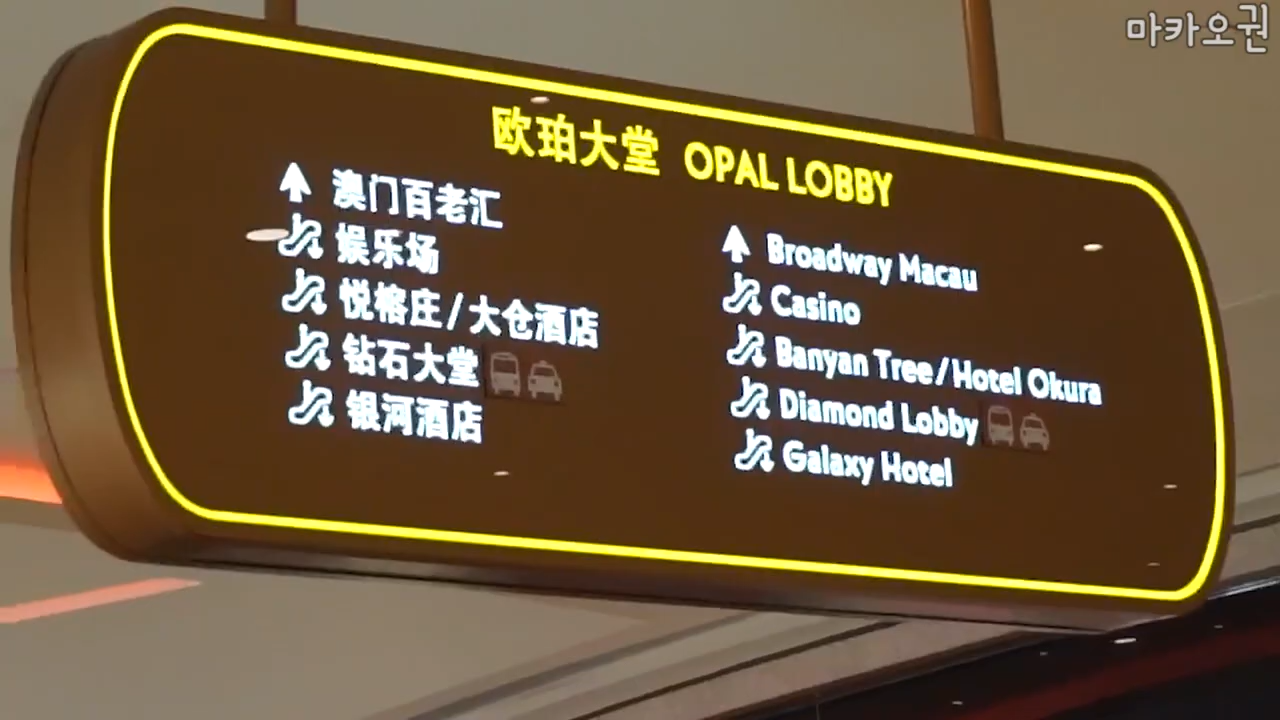 마카오권
欧珀大堂 OPAL LOBBY
澳门百老汇
娱乐场
悦榕庄/大仓酒店
钻石大堂
银河酒店
Broadway Macau
Casino
Banyan Tree/Hotel Okura
Diamond Lobby
Galaxy Hotel